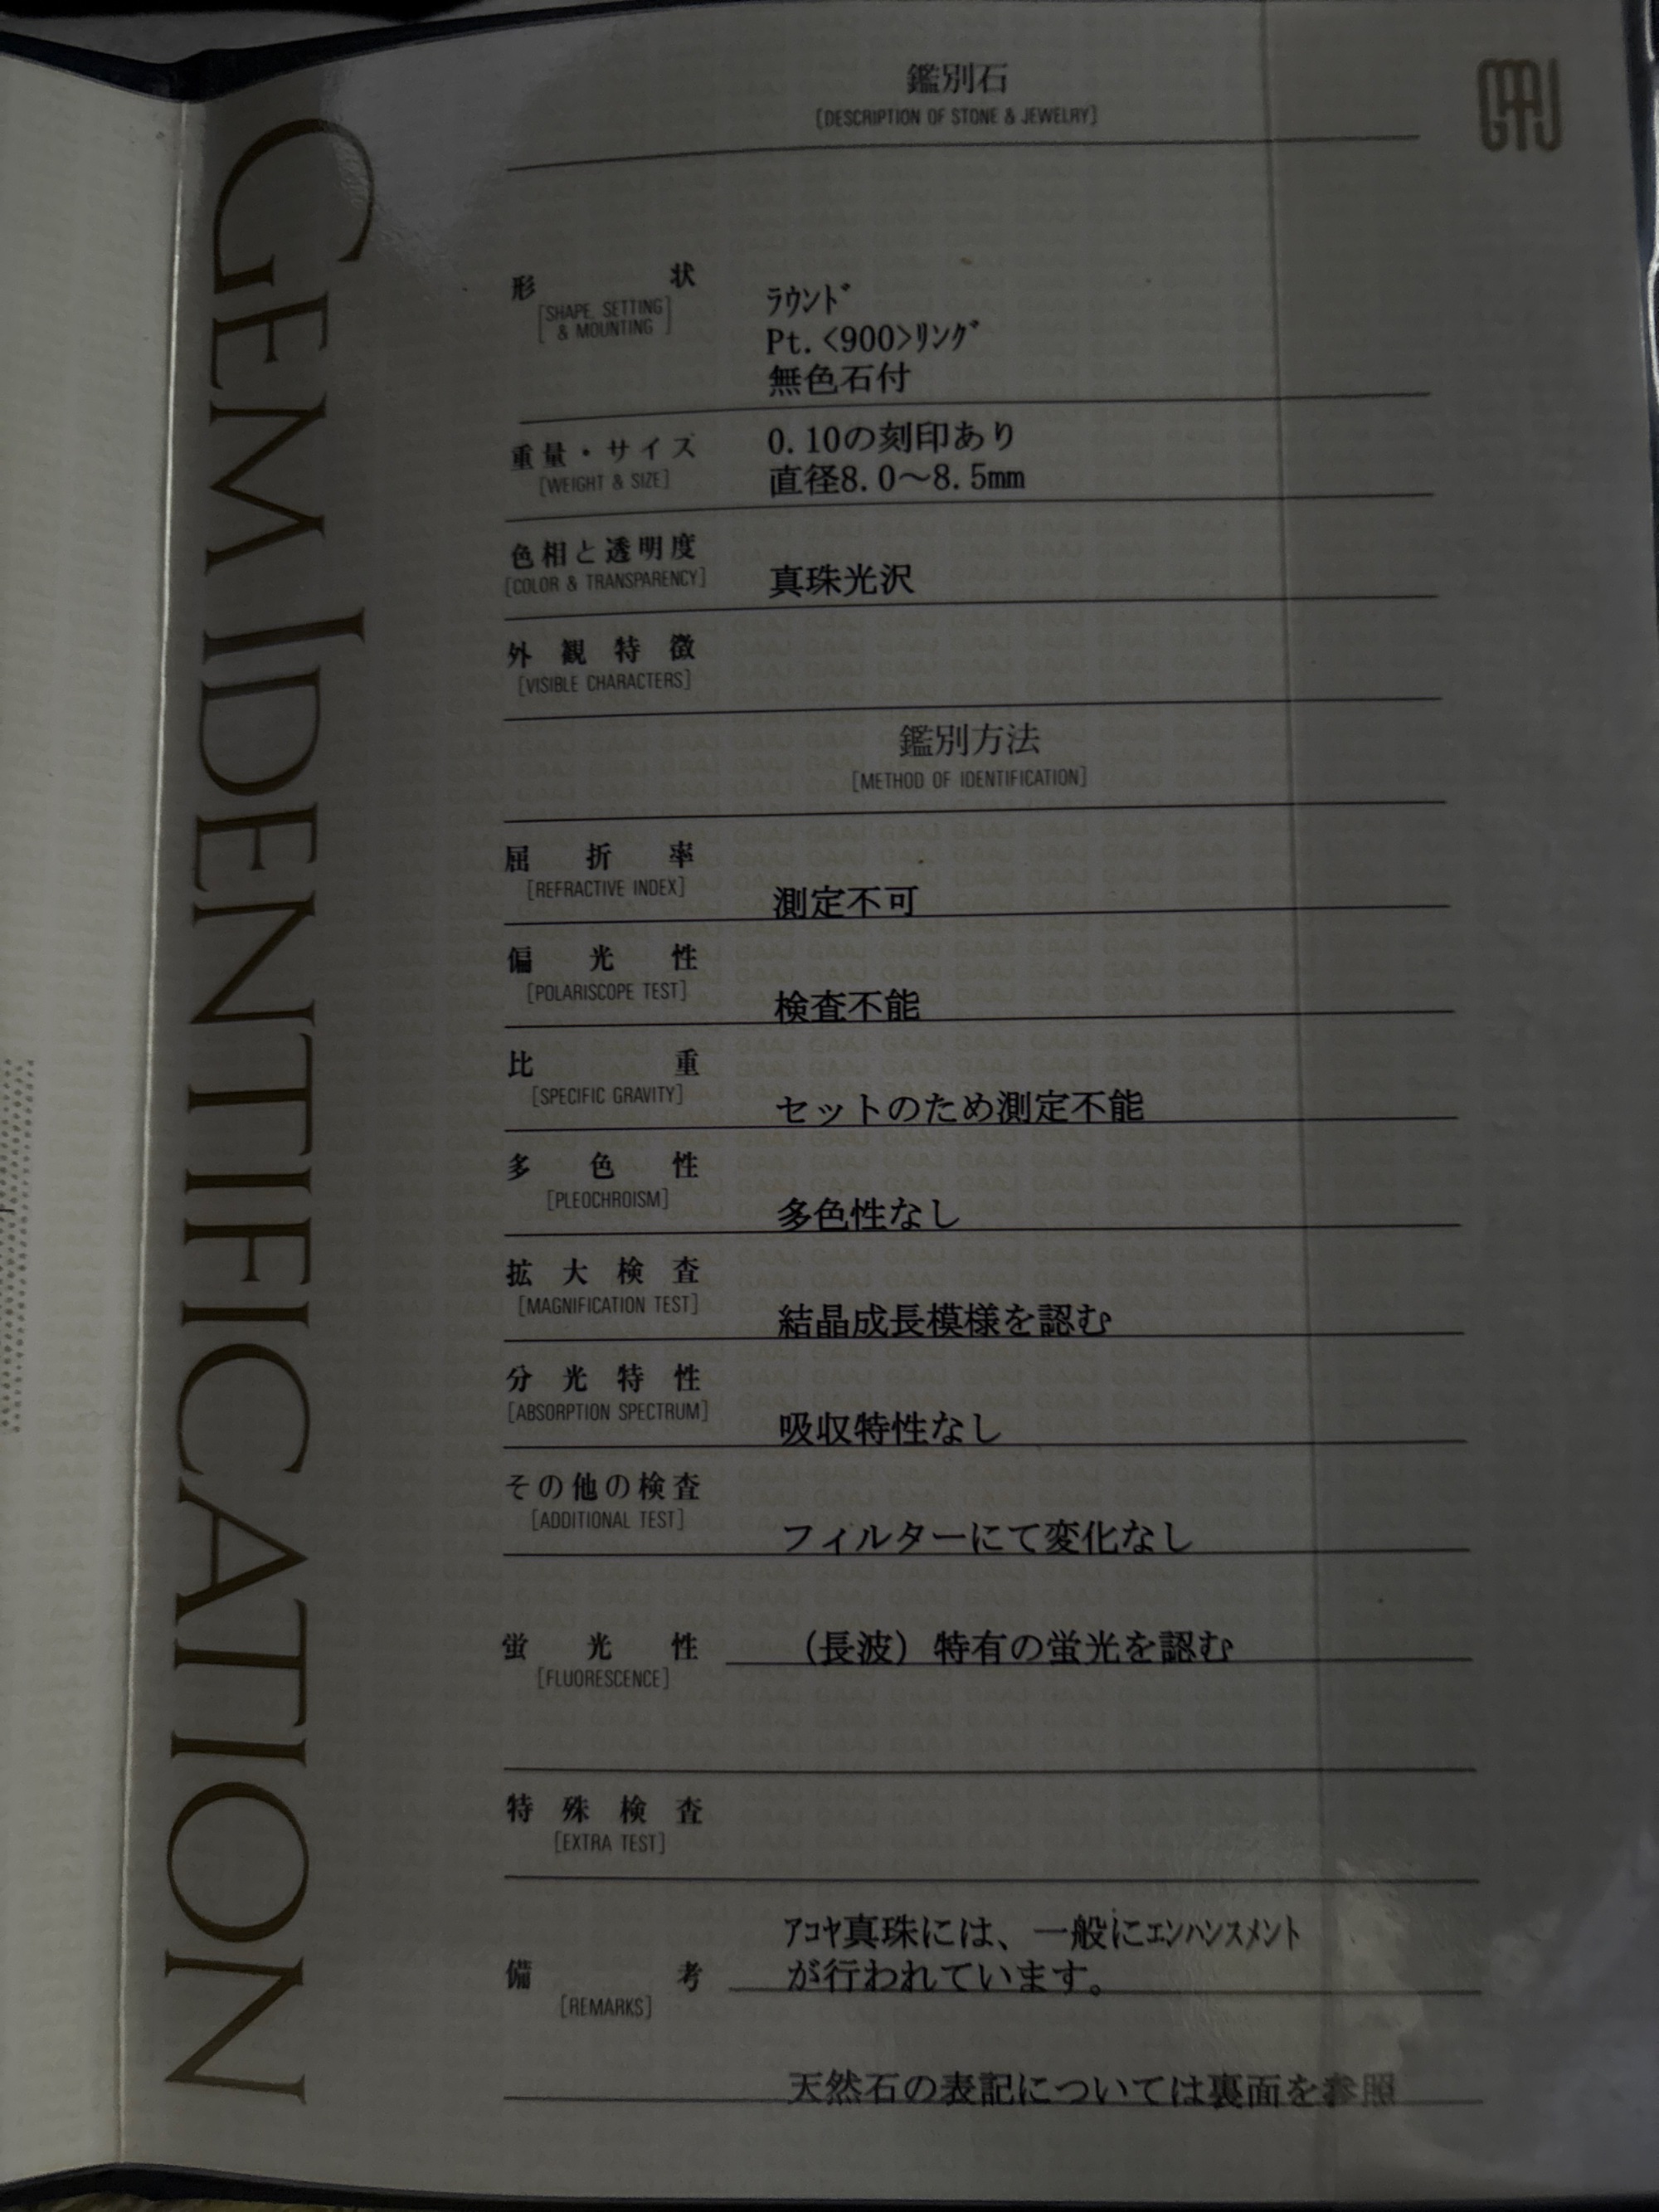 鑑別石
[DESCRIPTION OF STONE & JEWELRY]
GAAJ
GEM IDENTIFICATION
形状
[SHAPE, SETTING & MOUNTING]
ﾗｳﾝﾄﾞ
Pt.<900>ﾘﾝｸﾞ
無色石付
重量・サイズ
[WEIGHT & SIZE]
0.10の刻印あり
直径8.0～8.5mm
色相と透明度
[COLOR & TRANSPARENCY]
真珠光沢
外観特徴
[VISIBLE CHARACTERS]
鑑別方法
[METHOD OF IDENTIFICATION]
屈折率
[REFRACTIVE INDEX]
測定不可
偏光性
[POLARISCOPE TEST]
検査不能
比重
[SPECIFIC GRAVITY]
セットのため測定不能
多色性
[PLEOCHROISM]
多色性なし
拡大検査
[MAGNIFICATION TEST]
結晶成長模様を認む
分光特性
[ABSORPTION SPECTRUM]
吸収特性なし
その他の検査
[ADDITIONAL TEST]
フィルターにて変化なし
蛍光性
[FLUORESCENCE]
（長波）特有の蛍光を認む
特殊検査
[EXTRA TEST]
備考
[REMARKS]
ｱｺﾔ真珠には、一般にｴﾝﾊﾝｽﾒﾝﾄ
が行われています。
天然石の表記については裏面を参照